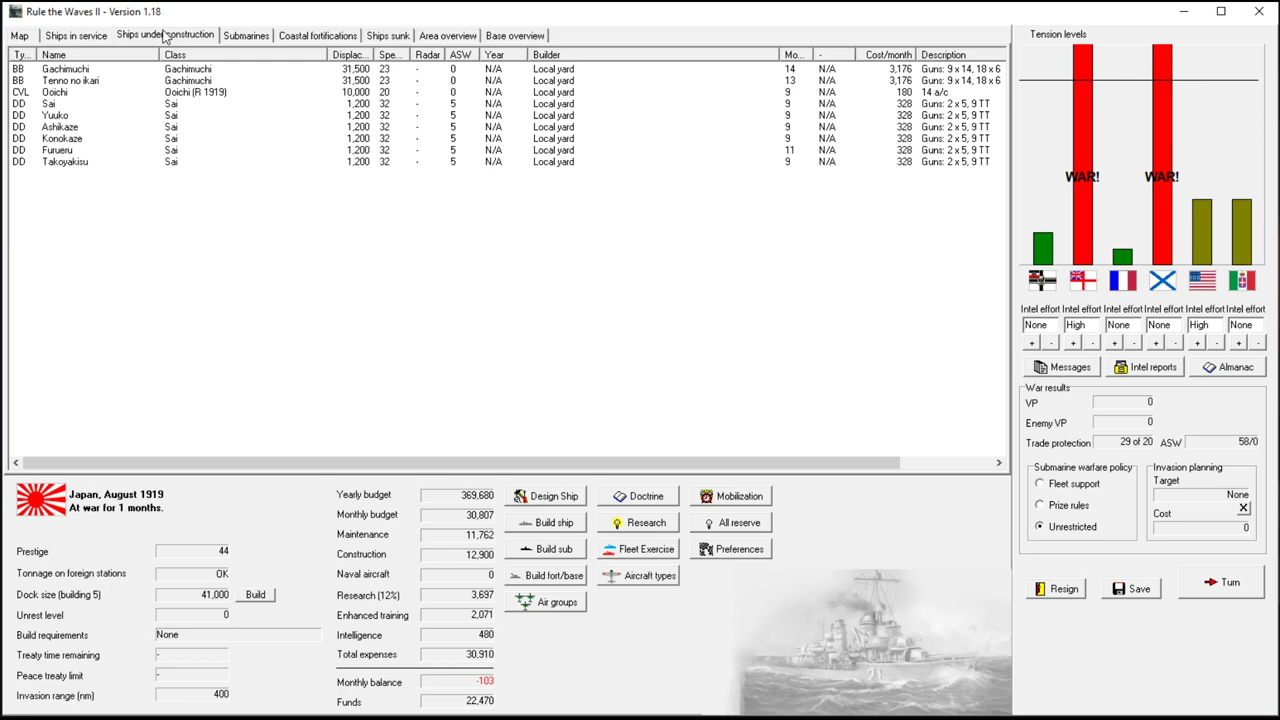 Rule the Waves II - Version 1.18
Map Ships in service Ships under construction Submarines Coastal fortifications Ships sunk Area overview Base overview
Ty... Name Class Displac... Spe... Radar ASW Year Builder Mo... - Cost/month Description
BB Gachimuchi Gachimuchi 31,500 23 - 0 N/A Local yard 14 N/A 3,176 Guns: 9 x 14, 18 x 6
BB Tenno no ikari Gachimuchi 31,500 23 - 0 N/A Local yard 13 N/A 3,176 Guns: 9 x 14, 18 x 6
CVL Ooichi Ooichi (R 1919) 10,000 20 - 0 N/A Local yard 9 N/A 180 14 a/c
DD Sai Sai 1,200 32 - 5 N/A Local yard 9 N/A 328 Guns: 2 x 5, 9 TT
DD Yuuko Sai 1,200 32 - 5 N/A Local yard 9 N/A 328 Guns: 2 x 5, 9 TT
DD Ashikaze Sai 1,200 32 - 5 N/A Local yard 9 N/A 328 Guns: 2 x 5, 9 TT
DD Konokaze Sai 1,200 32 - 5 N/A Local yard 9 N/A 328 Guns: 2 x 5, 9 TT
DD Furueru Sai 1,200 32 - 5 N/A Local yard 11 N/A 328 Guns: 2 x 5, 9 TT
DD Takoyakisu Sai 1,200 32 - 5 N/A Local yard 9 N/A 328 Guns: 2 x 5, 9 TT
Tension levels
WAR! WAR!
Intel effort Intel effort Intel effort Intel effort Intel effort Intel effort
None High None None High None
+ - + - + - + - + - + -
Messages Intel reports Almanac
War results
VP 0
Enemy VP 0
Trade protection 29 of 20 ASW 58/0
Submarine warfare policy
Fleet support
Prize rules
Unrestricted
Invasion planning
Target
None
Cost X
0
Resign Save Turn
Japan, August 1919
At war for 1 months.
Prestige 44
Tonnage on foreign stations OK
Dock size (building 5) 41,000 Build
Unrest level 0
Build requirements None
Treaty time remaining -
Peace treaty limit -
Invasion range (nm) 400
Yearly budget 369,680
Monthly budget 30,807
Maintenance 11,762
Construction 12,900
Naval aircraft 0
Research (12%) 3,697
Enhanced training 2,071
Intelligence 480
Total expenses 30,910
Monthly balance -103
Funds 22,470
Design Ship Doctrine Mobilization
Build ship Research All reserve
Build sub Fleet Exercise Preferences
Build fort/base Aircraft types
Air groups